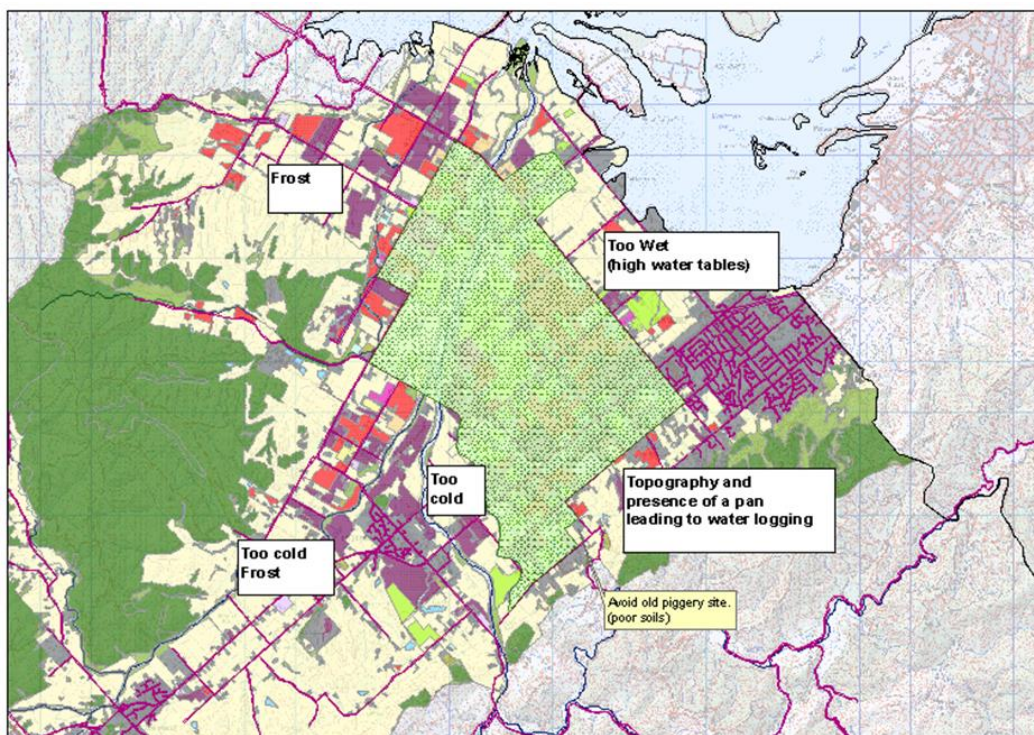 Frost
Too Wet
(high water tables)
Too
cold
Topography and
presence of a pan
leading to water logging
Too cold
Frost
Avoid old piggery site.
(poor soils)